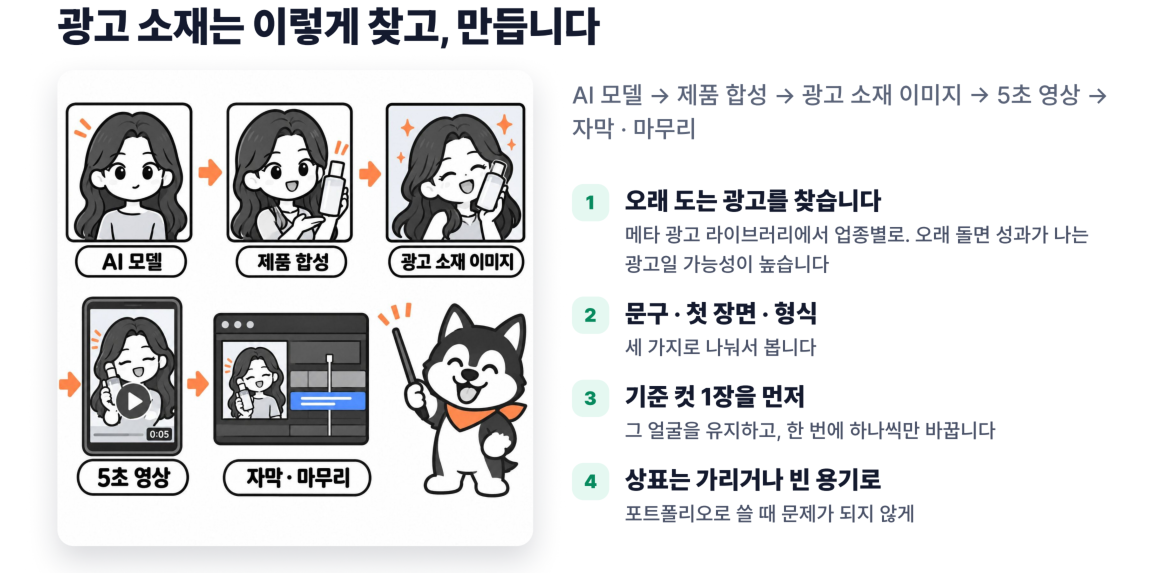 광고 소재는 이렇게 찾고, 만듭니다
AI 모델
제품 합성
광고 소재 이미지
0:05
5초 영상
자막 · 마무리
AI 모델 → 제품 합성 → 광고 소재 이미지 → 5초 영상 →
자막 · 마무리
1
오래 도는 광고를 찾습니다
메타 광고 라이브러리에서 업종별로. 오래 돌면 성과가 나는
광고일 가능성이 높습니다
2
문구 · 첫 장면 · 형식
세 가지로 나눠서 봅니다
3
기준 컷 1장을 먼저
그 얼굴을 유지하고, 한 번에 하나씩만 바꿉니다
4
상표는 가리거나 빈 용기로
포트폴리오로 쓸 때 문제가 되지 않게